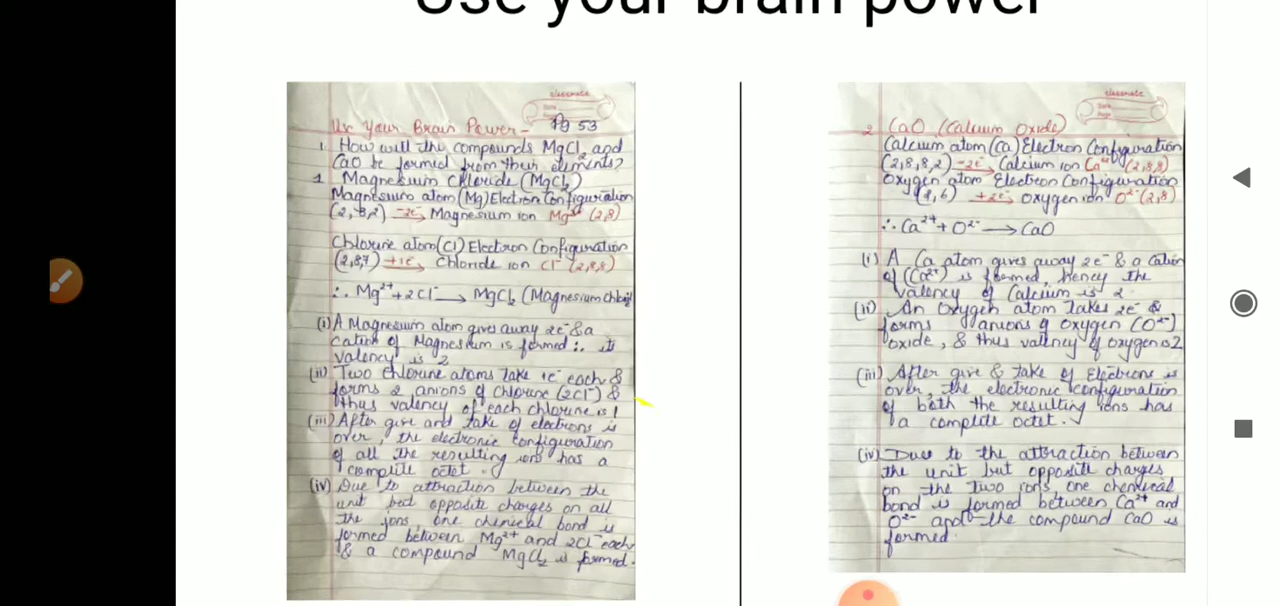 Use your brain power
classmate
Date
Page
Use Your Brain Power- Pg 53
1. How will the compounds MgCl2 and
CaO be formed from their elements?
1 Magnesium Chloride (MgCl2)
Magnesium atom (Mg) Electron Configuration
(2,8,2) -2e⁻→ Magnesium ion Mg²⁺ (2,8)
Chlorine atom (Cl) Electron Configuration
(2,8,7) +1e⁻→ Chloride ion Cl⁻ (2,8,8)
∴ Mg²⁺ + 2Cl⁻ → MgCl2 (Magnesium
(i) A Magnesium atom gives away 2e⁻ & a
cation of Magnesium is formed ∴ its
valency is 2
(ii) Two chlorine atoms take 1e⁻ each &
forms 2 anions of chlorine (2Cl⁻) &
thus valency of each chlorine is 1
(iii) After give and take of electrons is
over, the electronic configuration
of all the resulting ions has a
complete octet.
(iv) Due to attraction between the
unit but opposite charges on all
the ions, one chemical bond is
formed between Mg²⁺ and 2Cl⁻ each
& a compound MgCl2 is formed.
classmate
Date
Page
2 CaO (Calcium Oxide)
Calcium atom (Ca) Electron Configuration
(2,8,8,2) -2e⁻→ Calcium ion Ca²⁺ (2,8,8)
Oxygen atom Electron Configuration
(2,6) +2e⁻→ oxygen ion O²⁻ (2,8)
∴ Ca²⁺ + O²⁻ → CaO
(i) A Ca atom gives away 2e⁻ & a cation
of (Ca²⁺) is formed, hency the
valency of Calcium is 2
(ii) An Oxygen atom takes 2e⁻ &
forms anions of oxygen (O²⁻)
oxide, & thus valency of oxygen is 2
(iii) After give & take of Electrons is
over, the electronic configuration
of both the resulting ions has
a complete octet.
(iv) Due to the attraction between
the unit but opposite charges
on the two ions, one chemical
bond is formed between Ca²⁺ and
O²⁻ and the compound CaO is
formed.